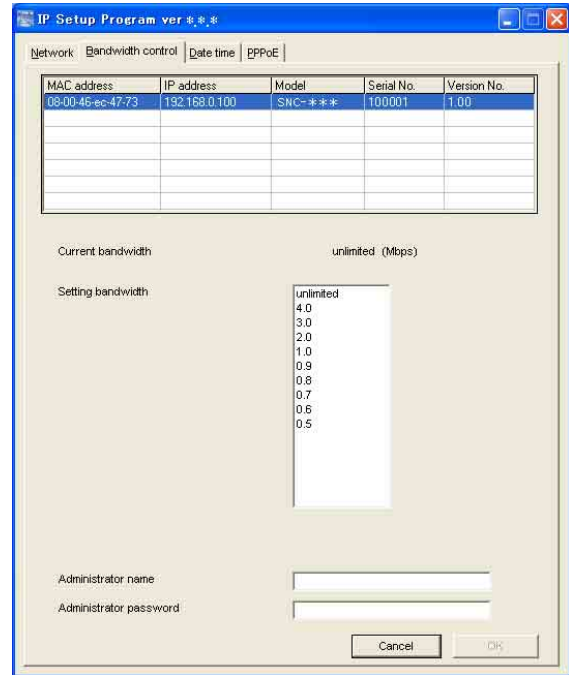 IP Setup Program ver *.*.*
Network Bandwidth control Date time PPPoE
MAC address IP address Model Serial No. Version No.
08-00-46-ec-47-73 192.168.0.100 SNC-*** 100001 1.00
Current bandwidth unlimited (Mbps)
Setting bandwidth
unlimited
4.0
3.0
2.0
1.0
0.9
0.8
0.7
0.6
0.5
Administrator name
Administrator password
Cancel OK